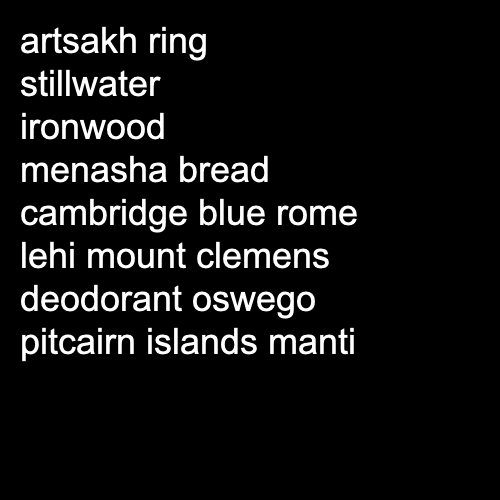 artsakh ring
stillwater
ironwood
menasha bread
cambridge blue rome
lehi mount clemens
deodorant oswego
pitcairn islands manti